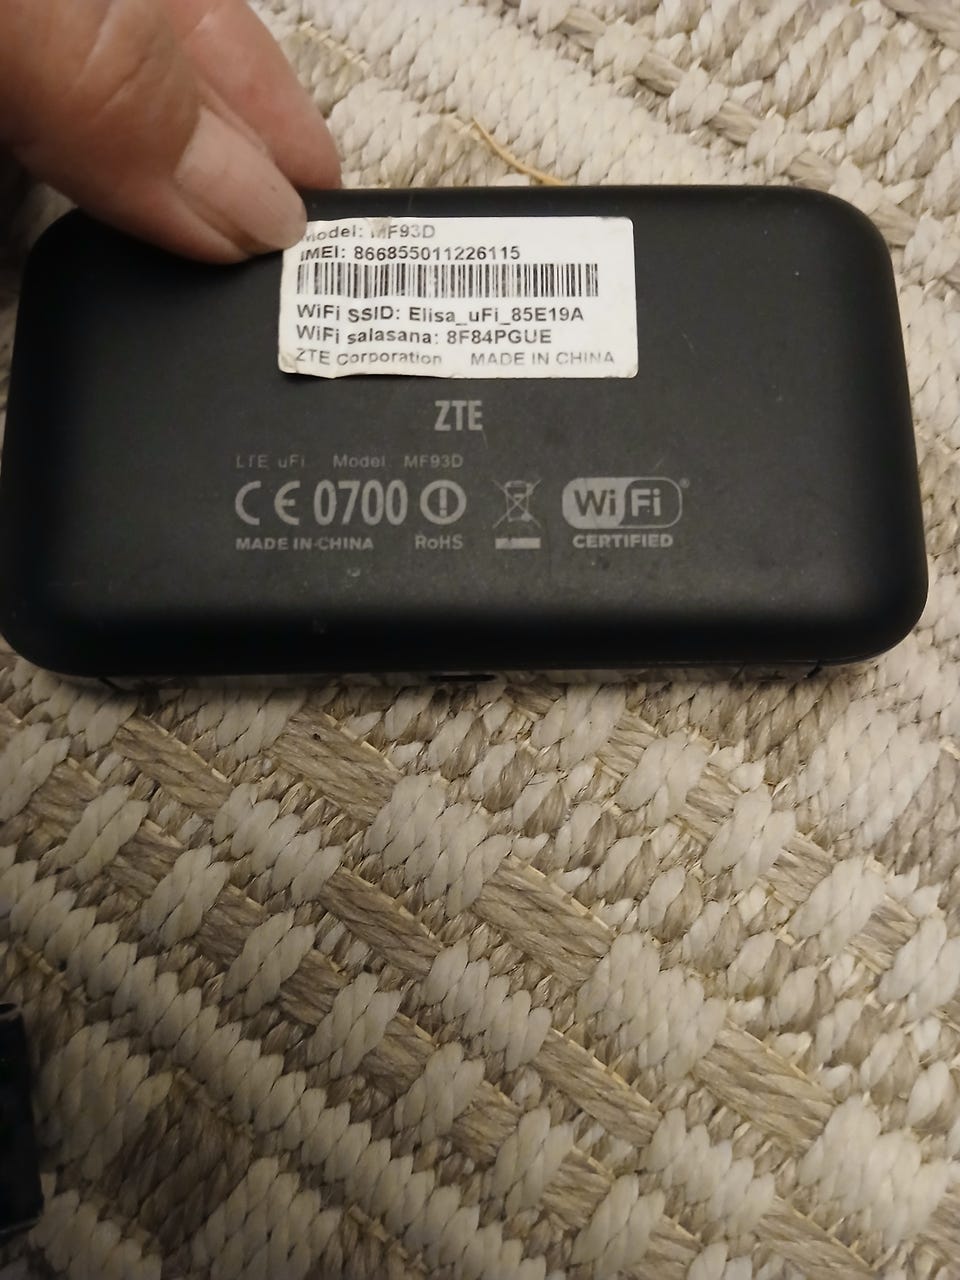 Model: MF93D
IMEI: 866855011226115
WiFi SSID: Elisa_uFi_85E19A
WiFi salasana: 8F84PGUE
ZTE Corporation MADE IN CHINA
ZTE
LTE uFi Model MF93D
CE 0700 WiFi
MADE IN CHINA RoHS CERTIFIED